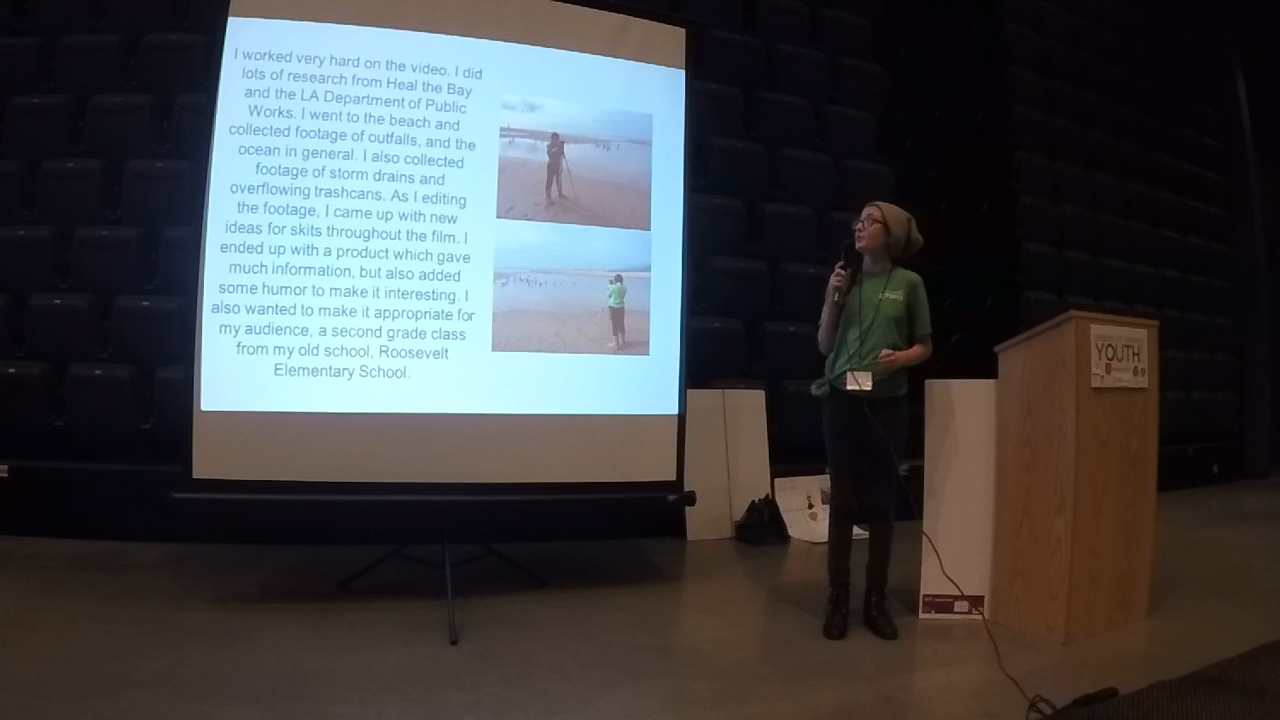 I worked very hard on the video. I did
lots of research from Heal the Bay
and the LA Department of Public
Works. I went to the beach and
collected footage of outfalls, and the
ocean in general. I also collected
footage of storm drains and
overflowing trashcans. As I editing
the footage, I came up with new
ideas for skits throughout the film. I
ended up with a product which gave
much information, but also added
some humor to make it interesting. I
also wanted to make it appropriate for
my audience, a second grade class
from my old school, Roosevelt
Elementary School.
YOUTH